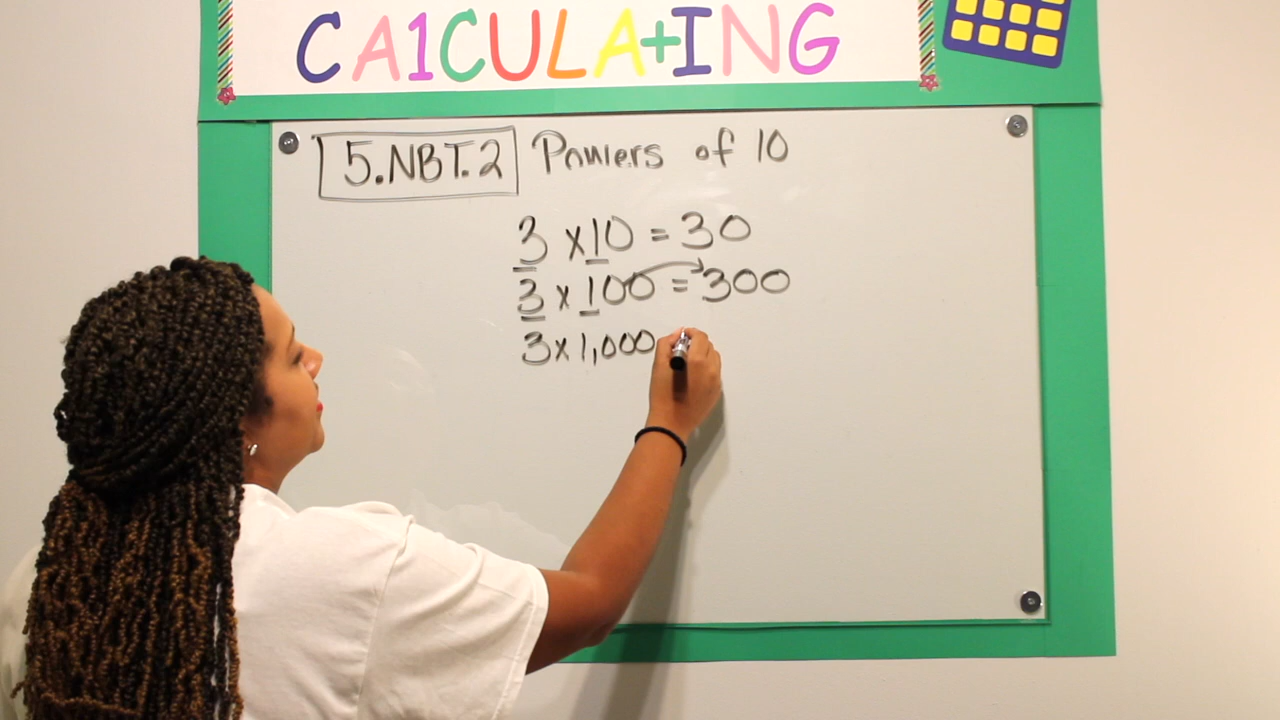 CA1CULA+ING
5.NBT.2 Powers of 10
3 x 10 = 30
3 x 100 = 300
3 x 1,000